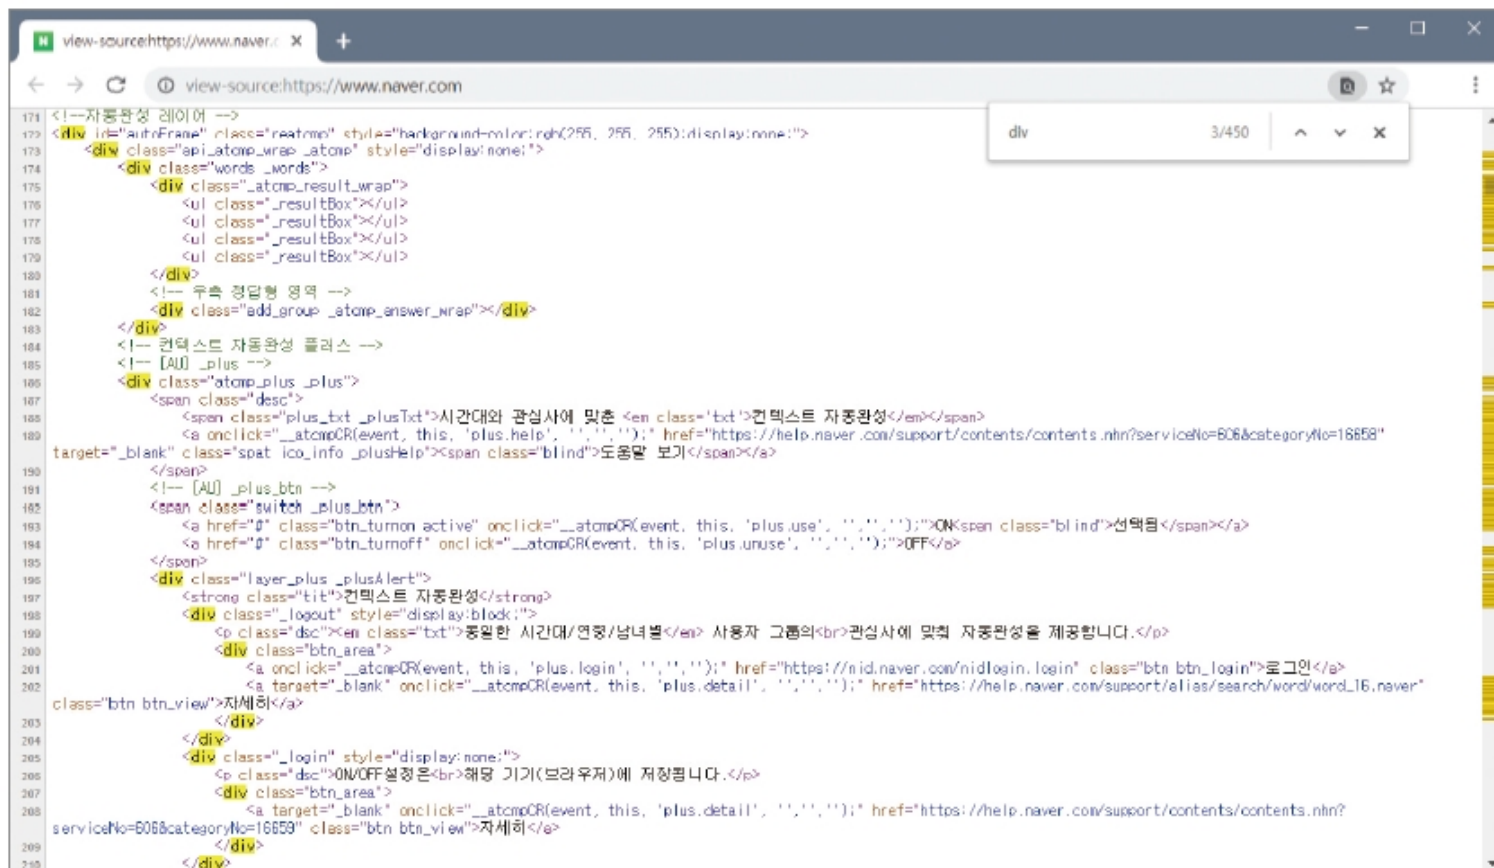 view-source:https://www.naver.c
view-source:https://www.naver.com
div 3/450
171 <!--자동완성 레이어 -->
172 <div id="autoFrame" class="reatcmp" style="background-color:rgb(255, 255, 255);display:none;">
173 <div class="api_atcmp_wrap _atcmp" style="display:none;">
174 <div class="words _words">
175 <div class="_atcmp_result_wrap">
176 <ul class="_resultBox"></ul>
177 <ul class="_resultBox"></ul>
178 <ul class="_resultBox"></ul>
179 <ul class="_resultBox"></ul>
180 </div>
181 <!-- 우측 정답형 영역 -->
182 <div class="add_group _atcmp_answer_wrap"></div>
183 </div>
184 <!-- 컨텍스트 자동완성 플러스 -->
185 <!-- [AU] _plus -->
186 <div class="atcmp_plus _plus">
187 <span class="desc">
188 <span class="plus_txt _plusTxt">시간대와 관심사에 맞춘 <em class="txt">컨텍스트 자동완성</em></span>
189 <a onclick="__atcmpCR(event, this, 'plus.help', '','','');" href="https://help.naver.com/support/contents/contents.nhn?serviceNo=606&categoryNo=16658"
target="_blank" class="spat ico_info _plusHelp"><span class="blind">도움말 보기</span></a>
190 </span>
191 <!-- [AU] _plus_btn -->
192 <span class="switch _plus_btn">
193 <a href="#" class="btn_turnon active" onclick="__atcmpCR(event, this, 'plus.use', '','','');">ON<span class="blind">선택됨</span></a>
194 <a href="#" class="btn_turnoff" onclick="__atcmpCR(event, this, 'plus.unuse', '','','');">OFF</a>
195 </span>
196 <div class="layer_plus _plusAlert">
197 <strong class="tit">컨텍스트 자동완성</strong>
198 <div class="_logout" style="display:block;">
199 <p class="dsc"><em class="txt">동일한 시간대/연령/남녀별</em> 사용자 그룹의<br>관심사에 맞춰 자동완성을 제공합니다.</p>
200 <div class="btn_area">
201 <a onclick="__atcmpCR(event, this, 'plus.login', '','','');" href="https://nid.naver.com/nidlogin.login" class="btn btn_login">로그인</a>
202 <a target="_blank" onclick="__atcmpCR(event, this, 'plus.detail', '','','');" href="https://help.naver.com/support/alias/search/word/word_16.naver"
class="btn btn_view">자세히</a>
203 </div>
204 </div>
205 <div class="_login" style="display:none;">
206 <p class="dsc">ON/OFF설정은<br>해당 기기(브라우저)에 저장됩니다.</p>
207 <div class="btn_area">
208 <a target="_blank" onclick="__atcmpCR(event, this, 'plus.detail', '','','');" href="https://help.naver.com/support/contents/contents.nhn?
serviceNo=606&categoryNo=16659" class="btn btn_view">자세히</a>
209 </div>
210 </div>